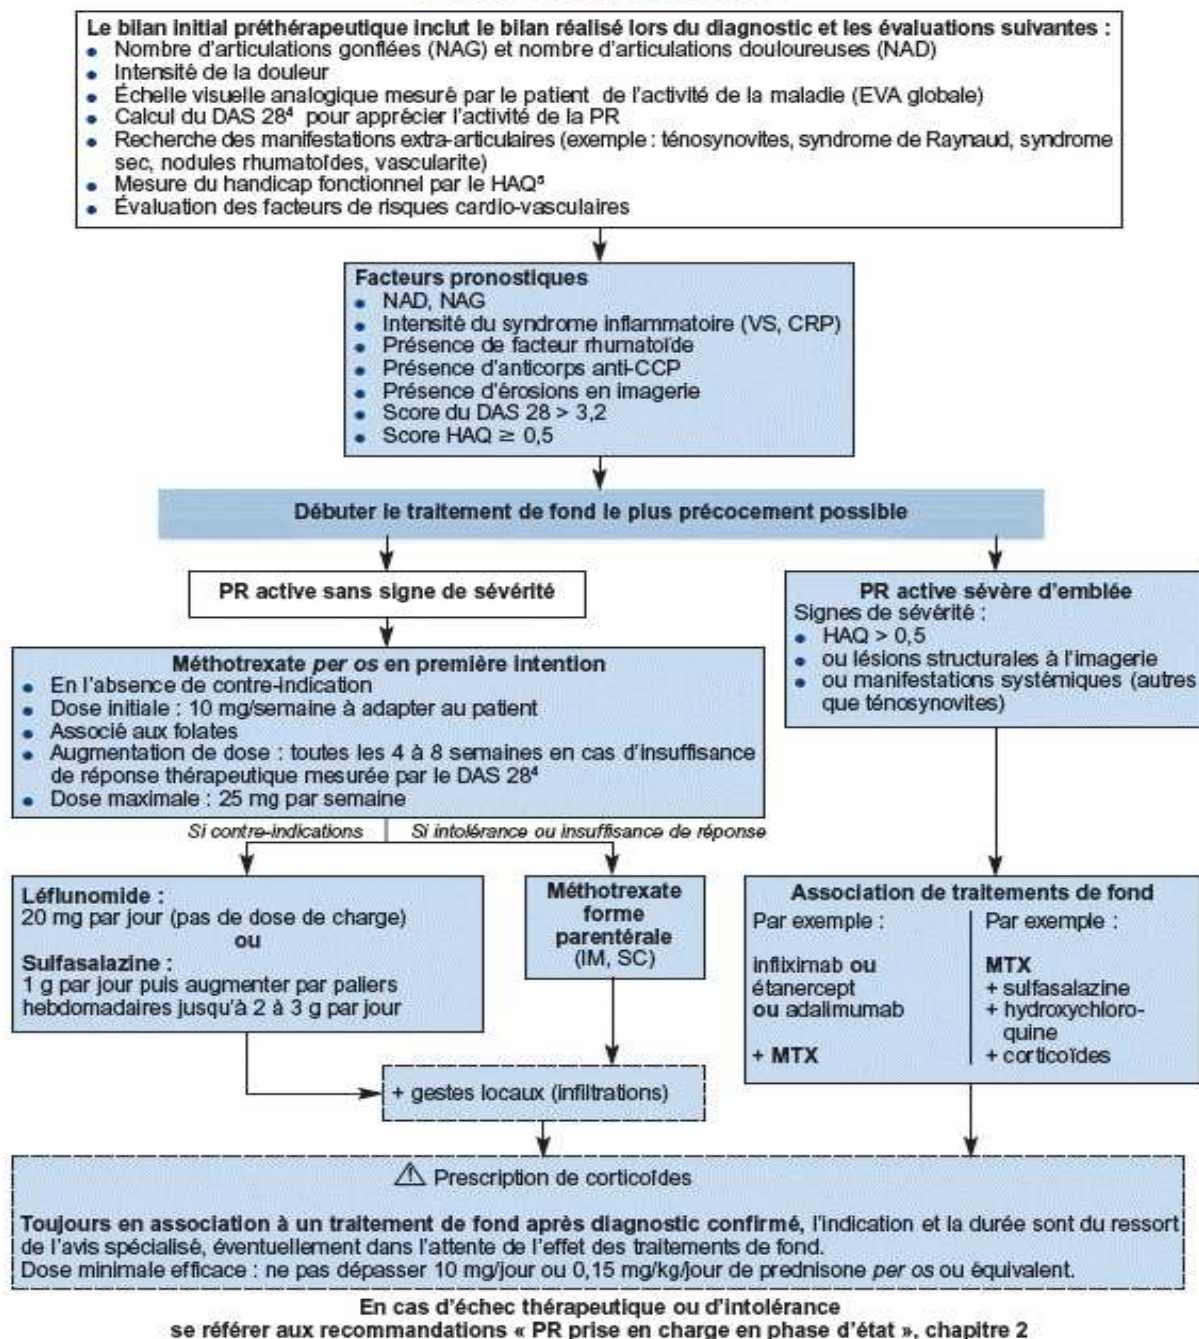 Le bilan initial préthérapeutique inclut le bilan réalisé lors du diagnostic et les évaluations suivantes :
• Nombre d'articulations gonflées (NAG) et nombre d'articulations douloureuses (NAD)
• Intensité de la douleur
• Échelle visuelle analogique mesuré par le patient de l'activité de la maladie (EVA globale)
• Calcul du DAS 28⁴ pour apprécier l'activité de la PR
• Recherche des manifestations extra-articulaires (exemple : ténosynovites, syndrome de Raynaud, syndrome
sec, nodules rhumatoïdes, vascularite)
• Mesure du handicap fonctionnel par le HAQ⁵
• Évaluation des facteurs de risques cardio-vasculaires
Facteurs pronostiques
• NAD, NAG
• Intensité du syndrome inflammatoire (VS, CRP)
• Présence de facteur rhumatoïde
• Présence d'anticorps anti-CCP
• Présence d'érosions en imagerie
• Score du DAS 28 > 3,2
• Score HAQ ≥ 0,5
Débuter le traitement de fond le plus précocement possible
PR active sans signe de sévérité
Méthotrexate per os en première intention
• En l'absence de contre-indication
• Dose initiale : 10 mg/semaine à adapter au patient
• Associé aux folates
• Augmentation de dose : toutes les 4 à 8 semaines en cas d'insuffisance
de réponse thérapeutique mesurée par le DAS 28⁴
• Dose maximale : 25 mg par semaine
PR active sévère d'emblée
Signes de sévérité :
• HAQ > 0,5
• ou lésions structurales à l'imagerie
• ou manifestations systémiques (autres
que ténosynovites)
Si contre-indications
Si intolérance ou insuffisance de réponse
Léflunomide :
20 mg par jour (pas de dose de charge)
ou
Sulfasalazine :
1 g par jour puis augmenter par paliers
hebdomadaires jusqu'à 2 à 3 g par jour
Méthotrexate
forme
parentérale
(IM, SC)
Association de traitements de fond
Par exemple :
infliximab ou
étanercept
ou adalimumab
+ MTX
Par exemple :
MTX
+ sulfasalazine
+ hydroxychloro-
quine
+ corticoïdes
+ gestes locaux (infiltrations)
⚠ Prescription de corticoïdes
Toujours en association à un traitement de fond après diagnostic confirmé, l'indication et la durée sont du ressort
de l'avis spécialisé, éventuellement dans l'attente de l'effet des traitements de fond.
Dose minimale efficace : ne pas dépasser 10 mg/jour ou 0,15 mg/kg/jour de prednisone per os ou équivalent.
En cas d'échec thérapeutique ou d'intolérance
se référer aux recommandations « PR prise en charge en phase d'état », chapitre 2